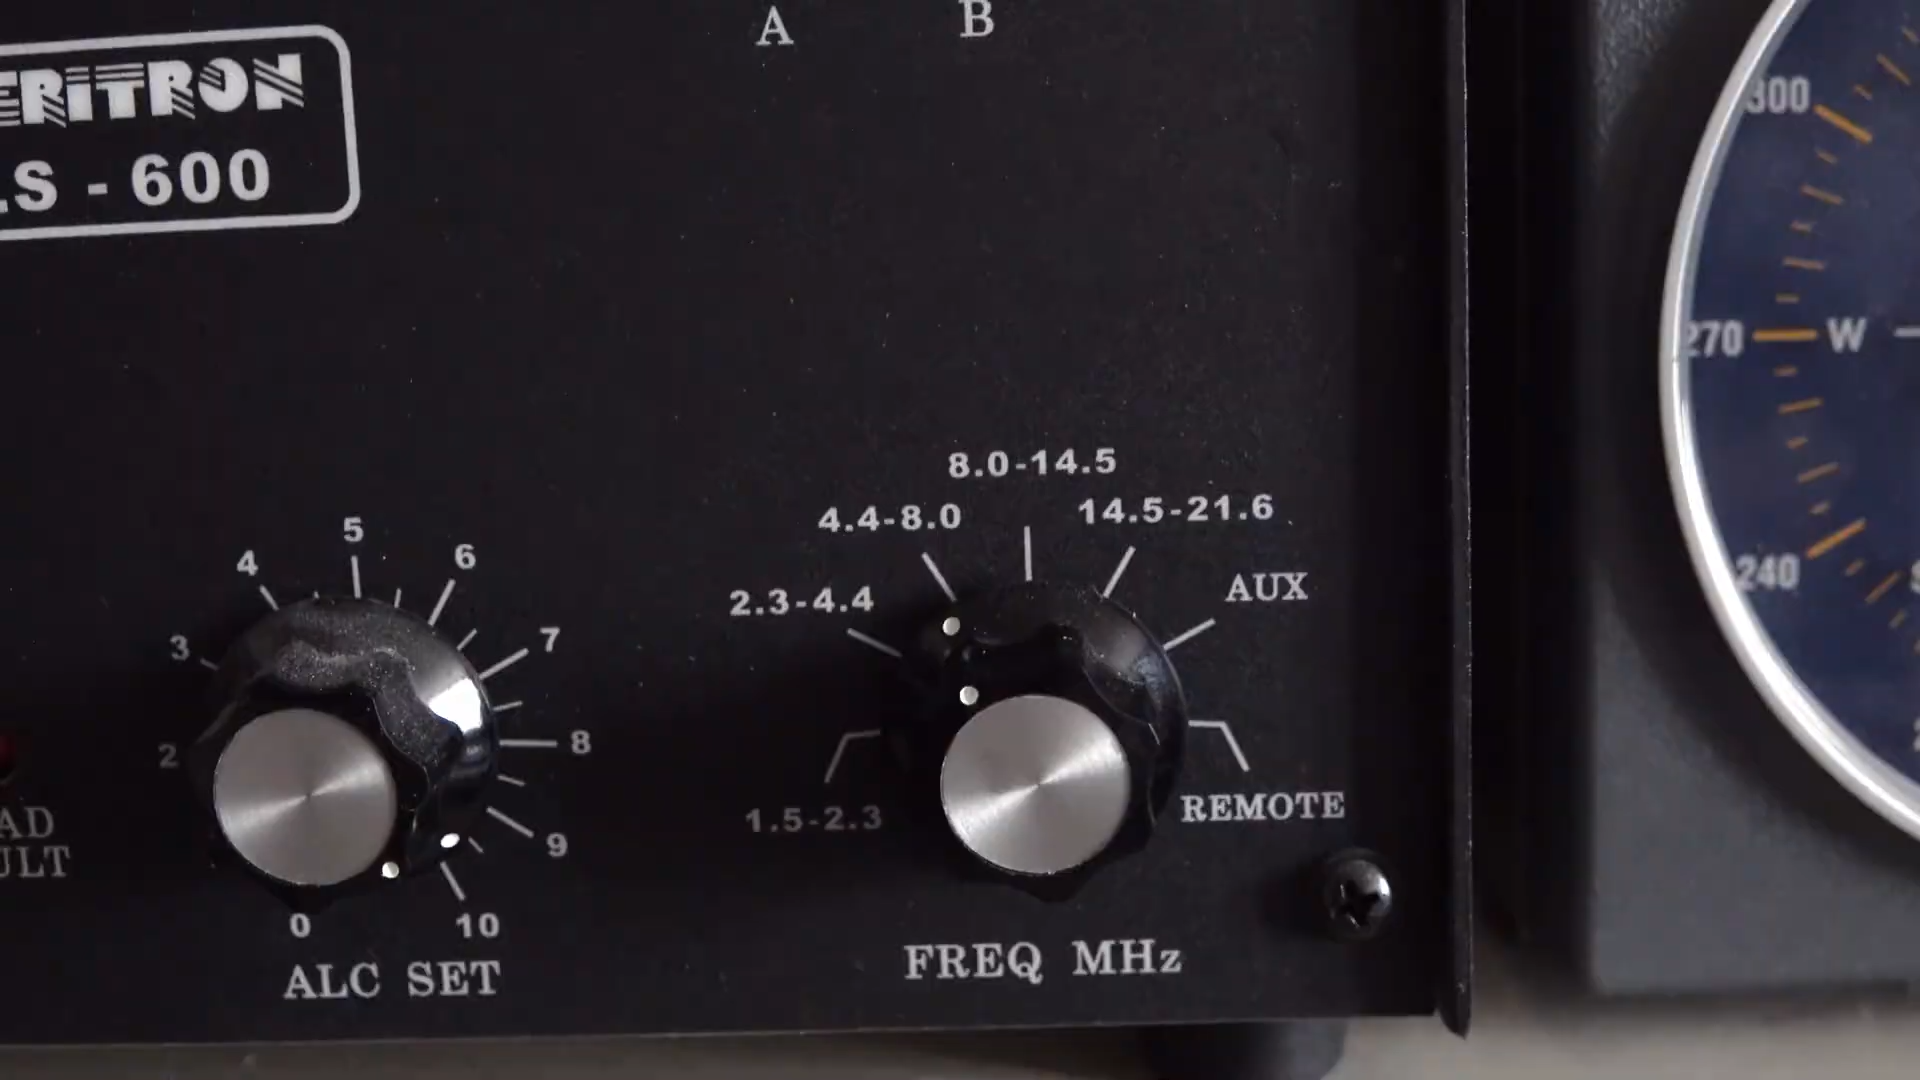 A B
ERITRON
LS - 600
300
270 W
240
8.0-14.5
4.4-8.0
14.5-21.6
2.3-4.4
AUX
1.5-2.3
REMOTE
FREQ MHz
5
4
6
3
7
2
8
9
0
10
ALC SET
AD
ULT